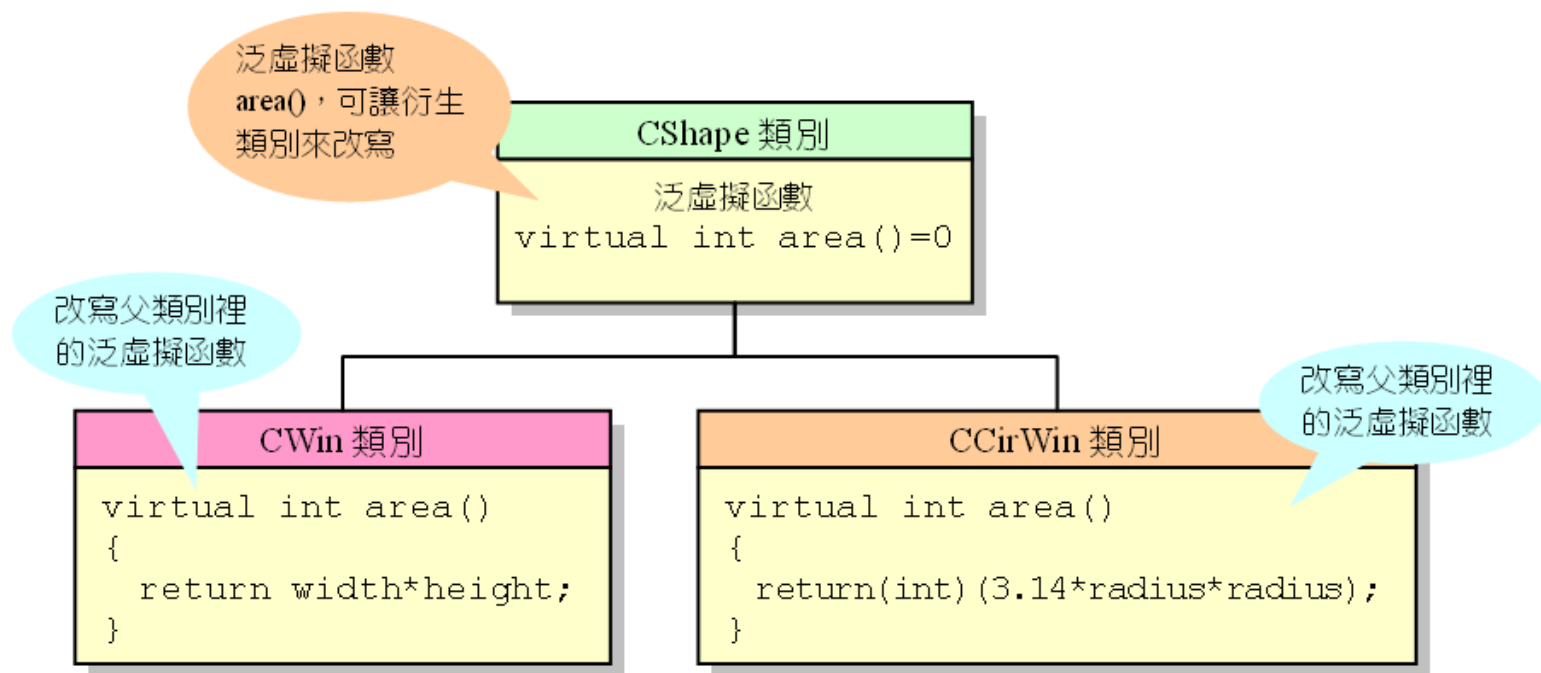 泛虛擬函數
area()，可讓衍生
類別來改寫
CShape 類別
泛虛擬函數
virtual int area()=0
改寫父類別裡
的泛虛擬函數
改寫父類別裡
的泛虛擬函數
CWin 類別
virtual int area()
{
return width*height;
}
CCirWin 類別
virtual int area()
{
return(int)(3.14*radius*radius);
}